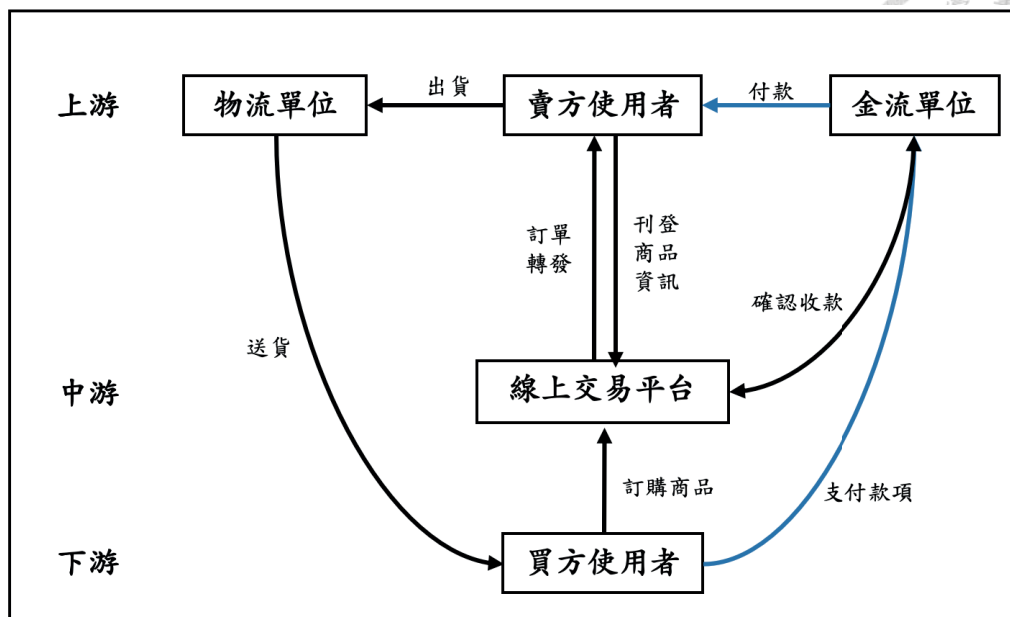 上游
物流單位
出貨
賣方使用者
付款
金流單位
訂單
轉發
刊登
商品
資訊
確認收款
送貨
中游
線上交易平台
訂購商品
支付款項
下游
買方使用者